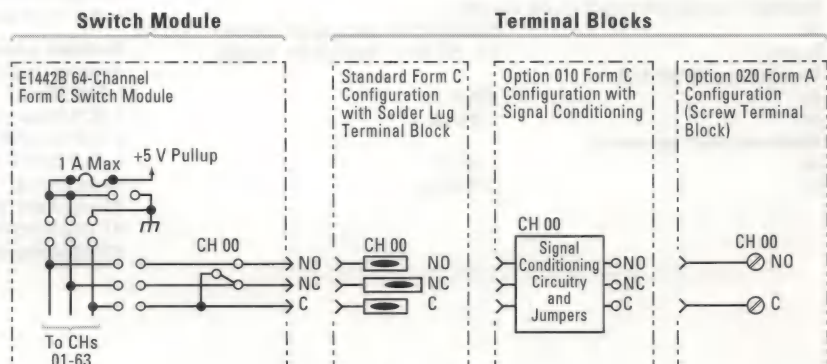 Switch Module
Terminal Blocks
E1442B 64-Channel
Form C Switch Module
1 A Max
+5 V Pullup
CH 00
NO
NC
C
To CHs
01-63
Standard Form C
Configuration
with Solder Lug
Terminal Block
CH 00
NO
NC
C
Option 010 Form C
Configuration with
Signal Conditioning
CH 00
Signal
Conditioning
Circuitry
and
Jumpers
NO
NC
C
Option 020 Form A
Configuration
(Screw Terminal
Block)
CH 00
NO
C